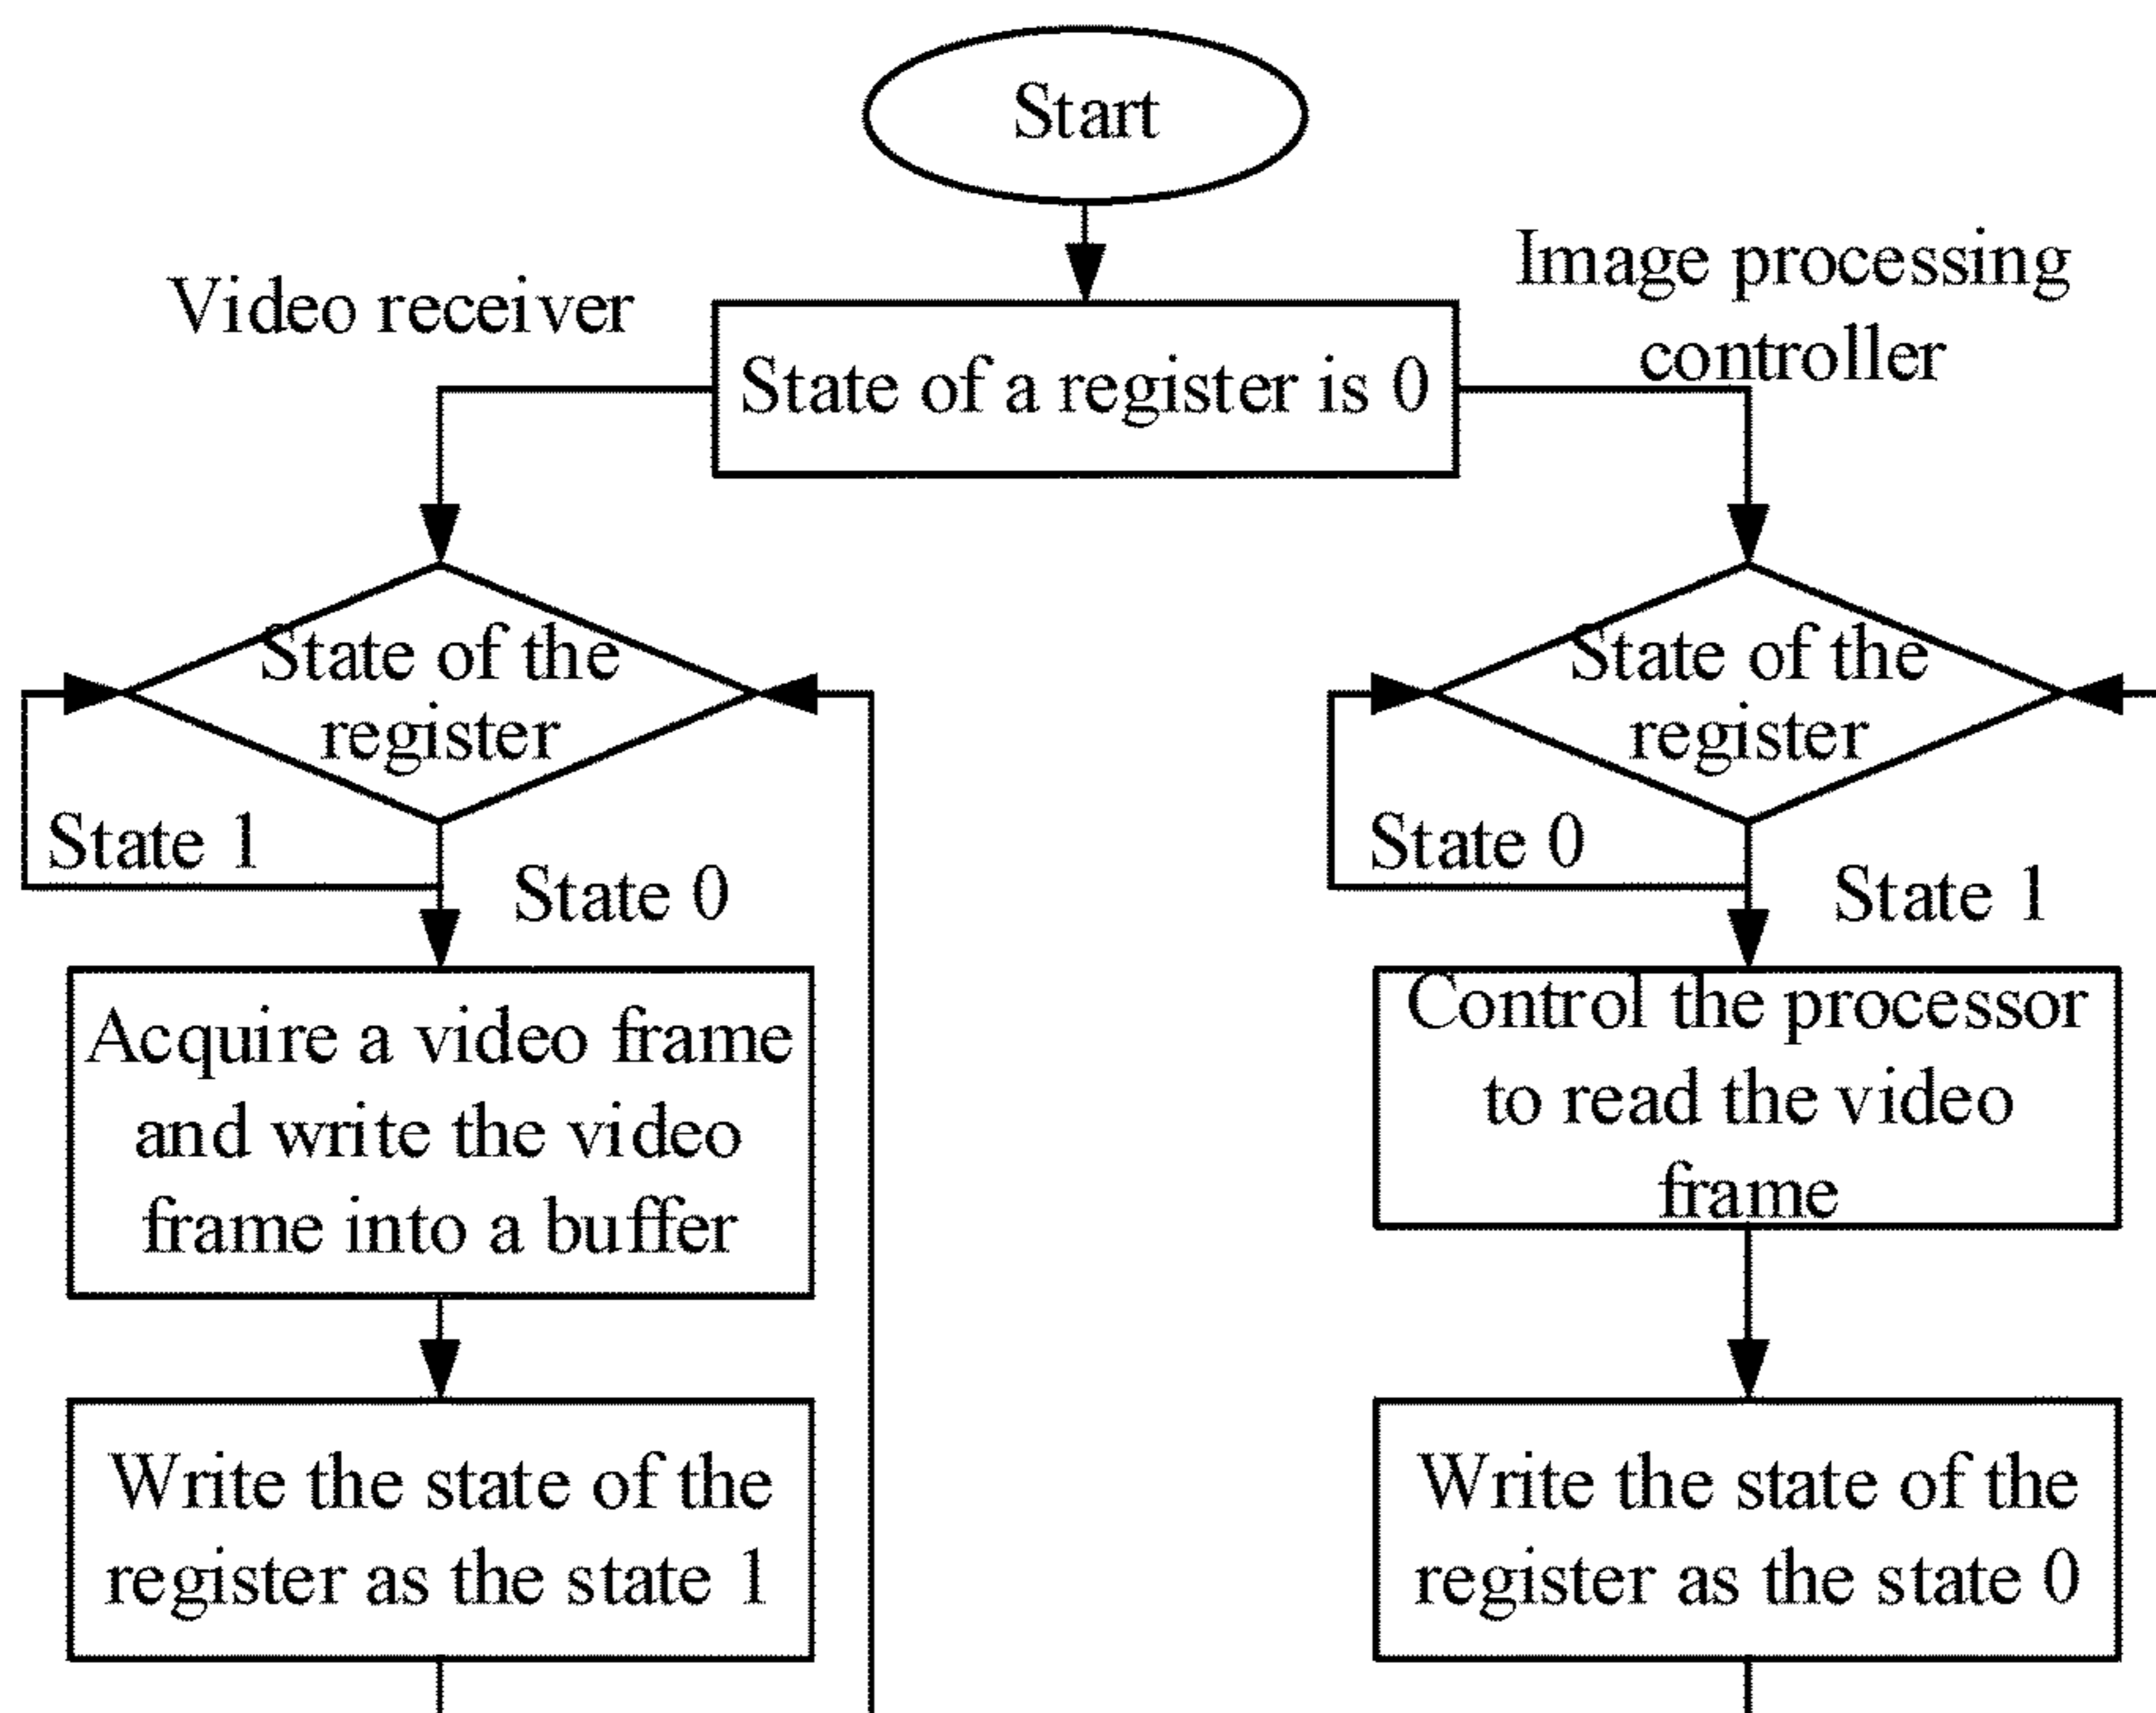 Start
Video receiver
Image processing
controller
State of a register is 0
State of the
register
State 1
State 0
Acquire a video frame
and write the video
frame into a buffer
Write the state of the
register as the state 1
State of the
register
State 0
State 1
Control the processor
to read the video
frame
Write the state of the
register as the state 0